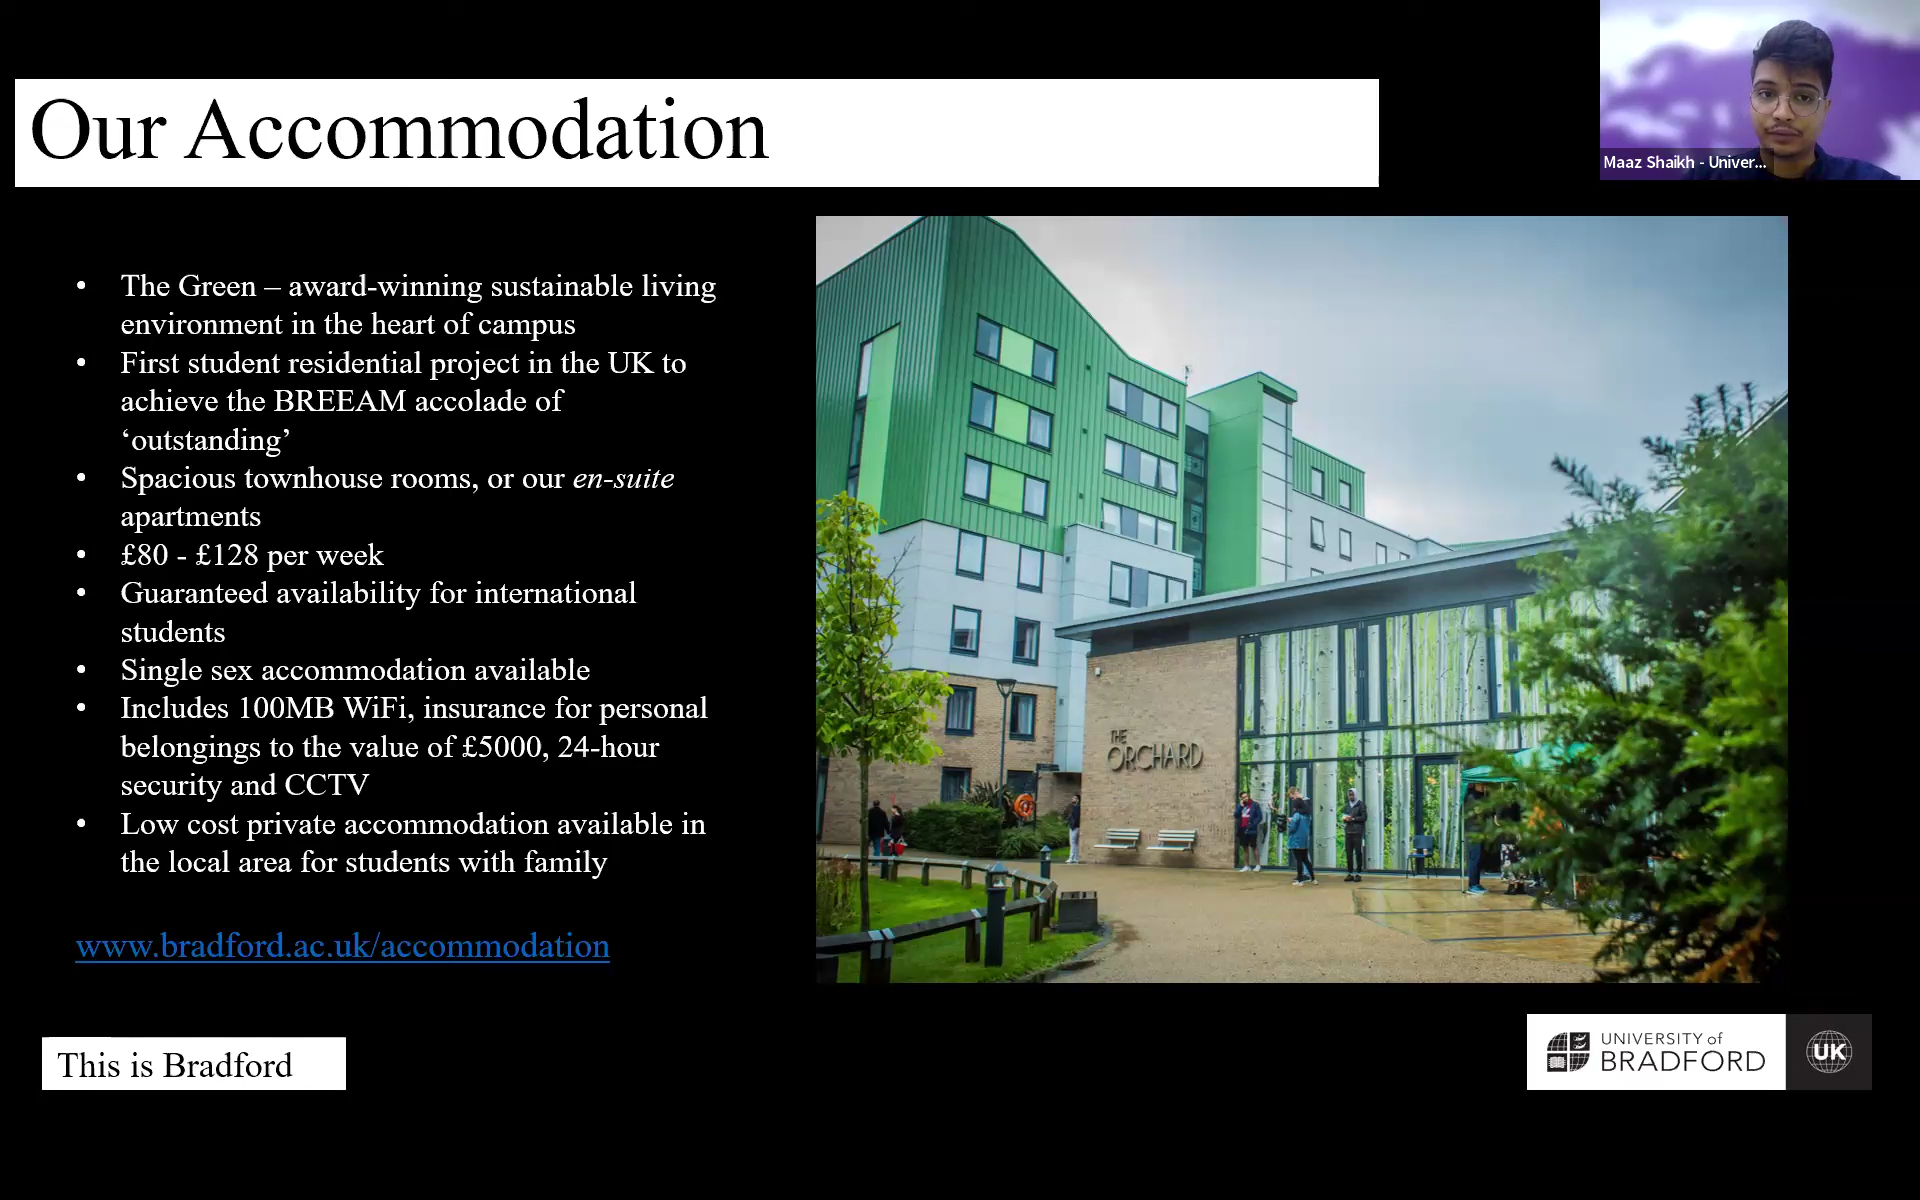 Our Accommodation
Maaz Shaikh - Univer...
• The Green – award-winning sustainable living
environment in the heart of campus
• First student residential project in the UK to
achieve the BREEAM accolade of
‘outstanding’
• Spacious townhouse rooms, or our en-suite
apartments
• £80 - £128 per week
• Guaranteed availability for international
students
• Single sex accommodation available
• Includes 100MB WiFi, insurance for personal
belongings to the value of £5000, 24-hour
security and CCTV
• Low cost private accommodation available in
the local area for students with family
www.bradford.ac.uk/accommodation
THE
ORCHARD
This is Bradford
UNIVERSITY of
BRADFORD
UK